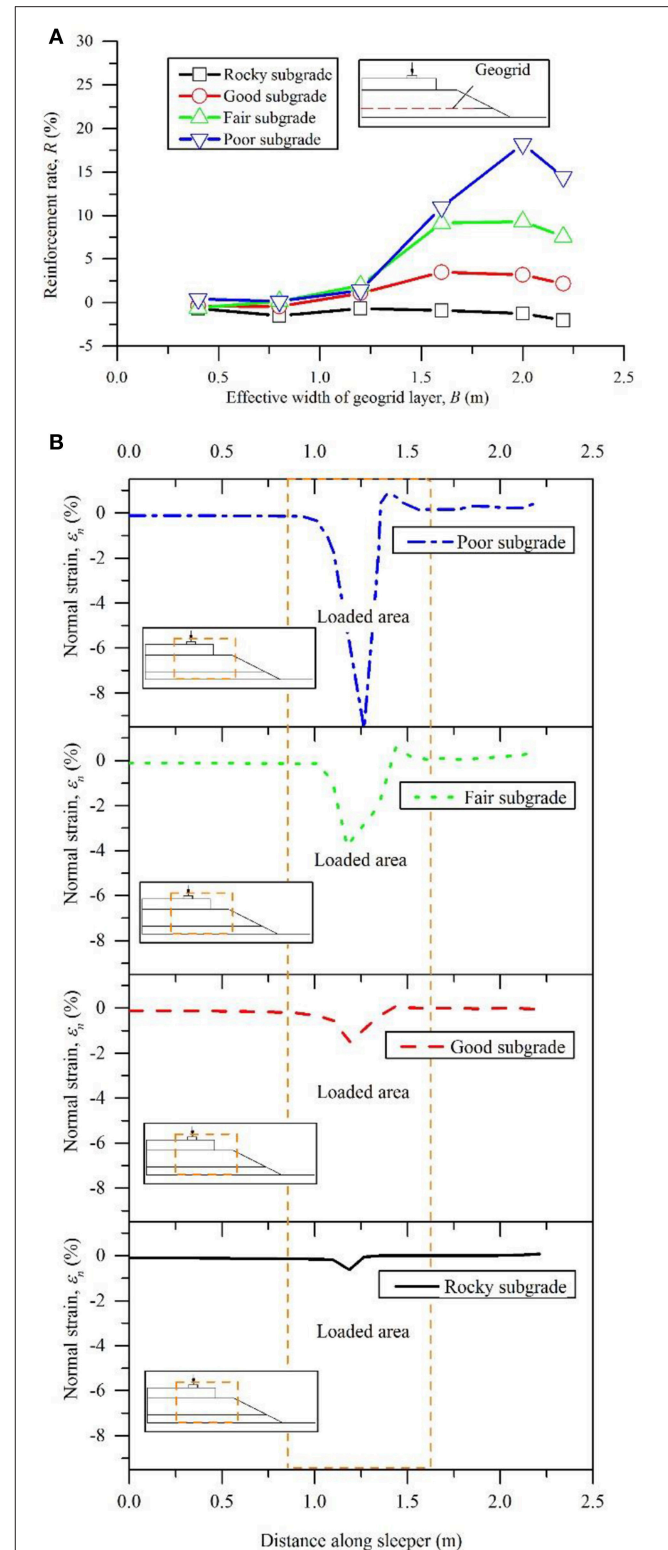 A
30
25
20
15
10
5
0
-5
Reinforcement rate, R (%)
Rocky subgrade
Good subgrade
Fair subgrade
Poor subgrade
Geogrid
0.0 0.5 1.0 1.5 2.0 2.5
Effective width of geogrid layer, B (m)
B
0.0 0.5 1.0 1.5 2.0 2.5
Normal strain, εn (%)
0
-2
-4
-6
-8
Poor subgrade
Loaded area
Normal strain, εn (%)
0
-2
-4
-6
-8
Fair subgrade
Loaded area
Normal strain, εn (%)
0
-2
-4
-6
-8
Good subgrade
Loaded area
Normal strain, εn (%)
0
-2
-4
-6
-8
Rocky subgrade
Loaded area
0.0 0.5 1.0 1.5 2.0 2.5
Distance along sleeper (m)